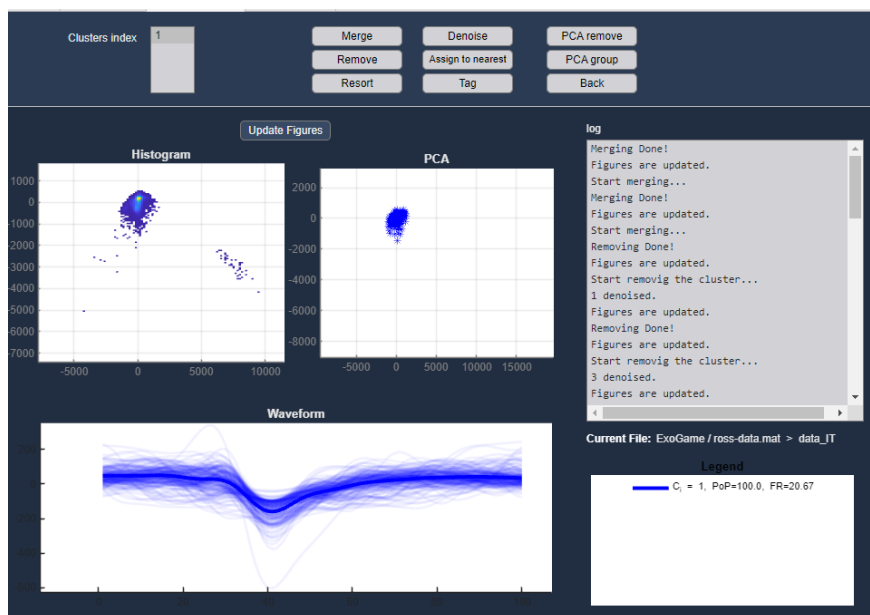 Clusters index
1
Merge
Denoise
PCA remove
Remove
Assign to nearest
PCA group
Resort
Tag
Back
Update Figures
log
Histogram
1000
0
-1000
-2000
-3000
-4000
-5000
-6000
-7000
-5000 0 5000 10000
PCA
2000
0
-2000
-4000
-6000
-8000
-5000 0 5000 10000 15000
Merging Done!
Figures are updated.
Start merging...
Merging Done!
Figures are updated.
Start merging...
Removing Done!
Figures are updated.
Start removig the cluster...
1 denoised.
Figures are updated.
Removing Done!
Figures are updated.
Start removig the cluster...
3 denoised.
Figures are updated.
Waveform
Current File: ExoGame / ross-data.mat > data_IT
Legend
Ci = 1, PoP=100.0, FR=20.67